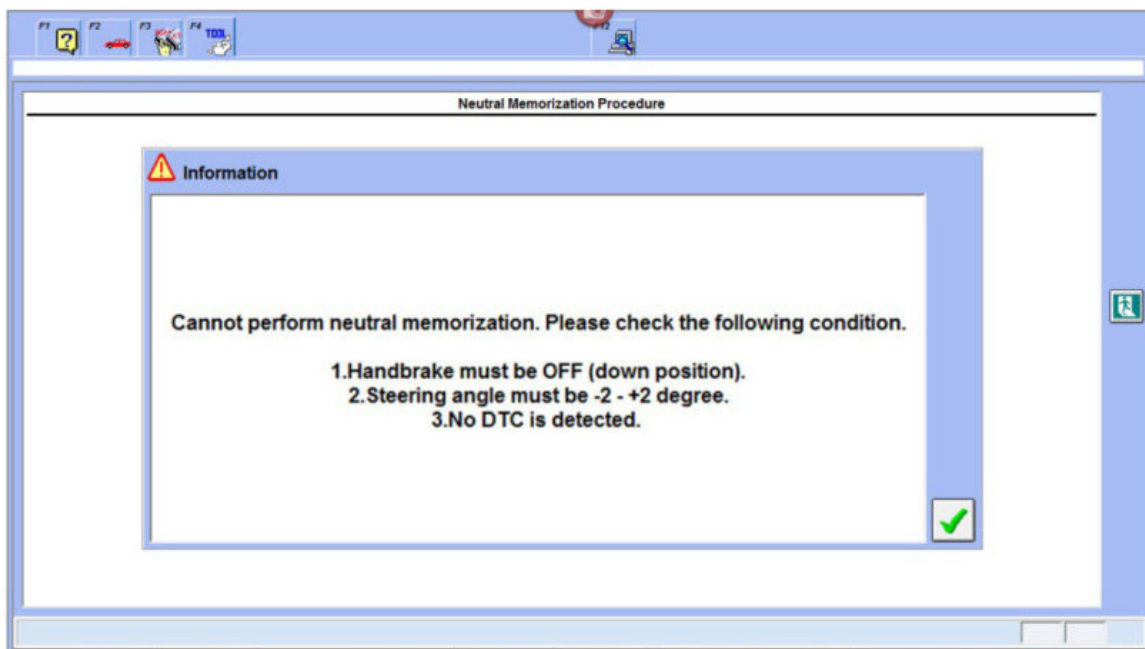 F1 F2 F3 F4 TOOL
Neutral Memorization Procedure
Information
Cannot perform neutral memorization. Please check the following condition.
1.Handbrake must be OFF (down position).
2.Steering angle must be -2 - +2 degree.
3.No DTC is detected.